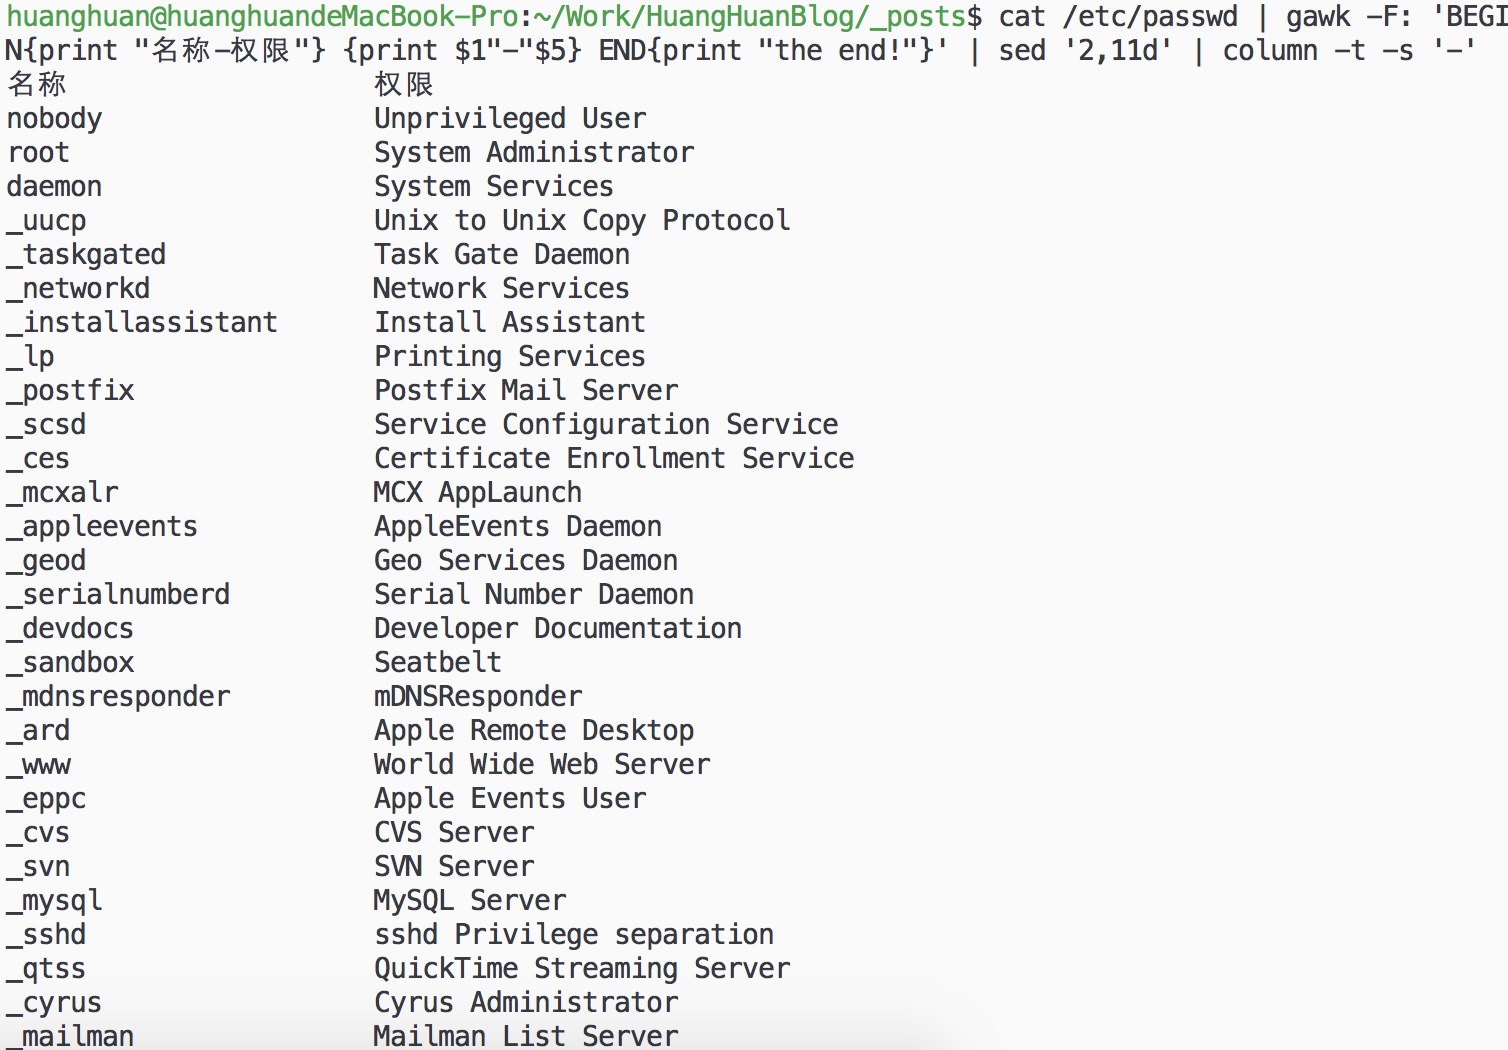 huanghuan@huanghuandeMacBook-Pro:~/Work/HuangHuanBlog/_posts$ cat /etc/passwd | gawk -F: 'BEGI
N{print "名称-权限"} {print $1"-"$5} END{print "the end!"}' | sed '2,11d' | column -t -s '-'
名称 权限
nobody Unprivileged User
root System Administrator
daemon System Services
_uucp Unix to Unix Copy Protocol
_taskgated Task Gate Daemon
_networkd Network Services
_installassistant Install Assistant
_lp Printing Services
_postfix Postfix Mail Server
_scsd Service Configuration Service
_ces Certificate Enrollment Service
_mcxalr MCX AppLaunch
_appleevents AppleEvents Daemon
_geod Geo Services Daemon
_serialnumberd Serial Number Daemon
_devdocs Developer Documentation
_sandbox Seatbelt
_mdnsresponder mDNSResponder
_ard Apple Remote Desktop
_www World Wide Web Server
_eppc Apple Events User
_cvs CVS Server
_svn SVN Server
_mysql MySQL Server
_sshd sshd Privilege separation
_qtss QuickTime Streaming Server
_cyrus Cyrus Administrator
_mailman Mailman List Server